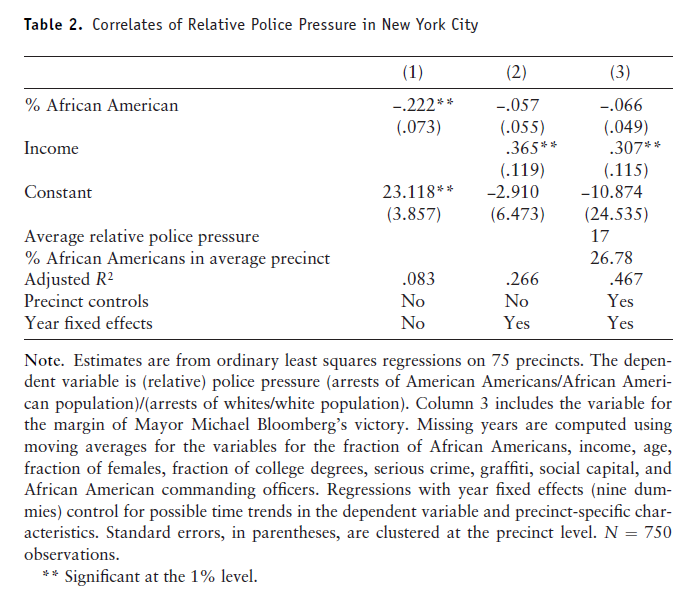 Table 2. Correlates of Relative Police Pressure in New York City
(1) (2) (3)
% African American -.222** -.057 -.066
(.073) (.055) (.049)
Income .365** .307**
(.119) (.115)
Constant 23.118** -2.910 -10.874
(3.857) (6.473) (24.535)
Average relative police pressure 17
% African Americans in average precinct 26.78
Adjusted R² .083 .266 .467
Precinct controls No No Yes
Year fixed effects No Yes Yes
Note. Estimates are from ordinary least squares regressions on 75 precincts. The depen-
dent variable is (relative) police pressure (arrests of American Americans/African Ameri-
can population)/(arrests of whites/white population). Column 3 includes the variable for
the margin of Mayor Michael Bloomberg's victory. Missing years are computed using
moving averages for the variables for the fraction of African Americans, income, age,
fraction of females, fraction of college degrees, serious crime, graffiti, social capital, and
African American commanding officers. Regressions with year fixed effects (nine dum-
mies) control for possible time trends in the dependent variable and precinct-specific char-
acteristics. Standard errors, in parentheses, are clustered at the precinct level. N = 750
observations.
** Significant at the 1% level.